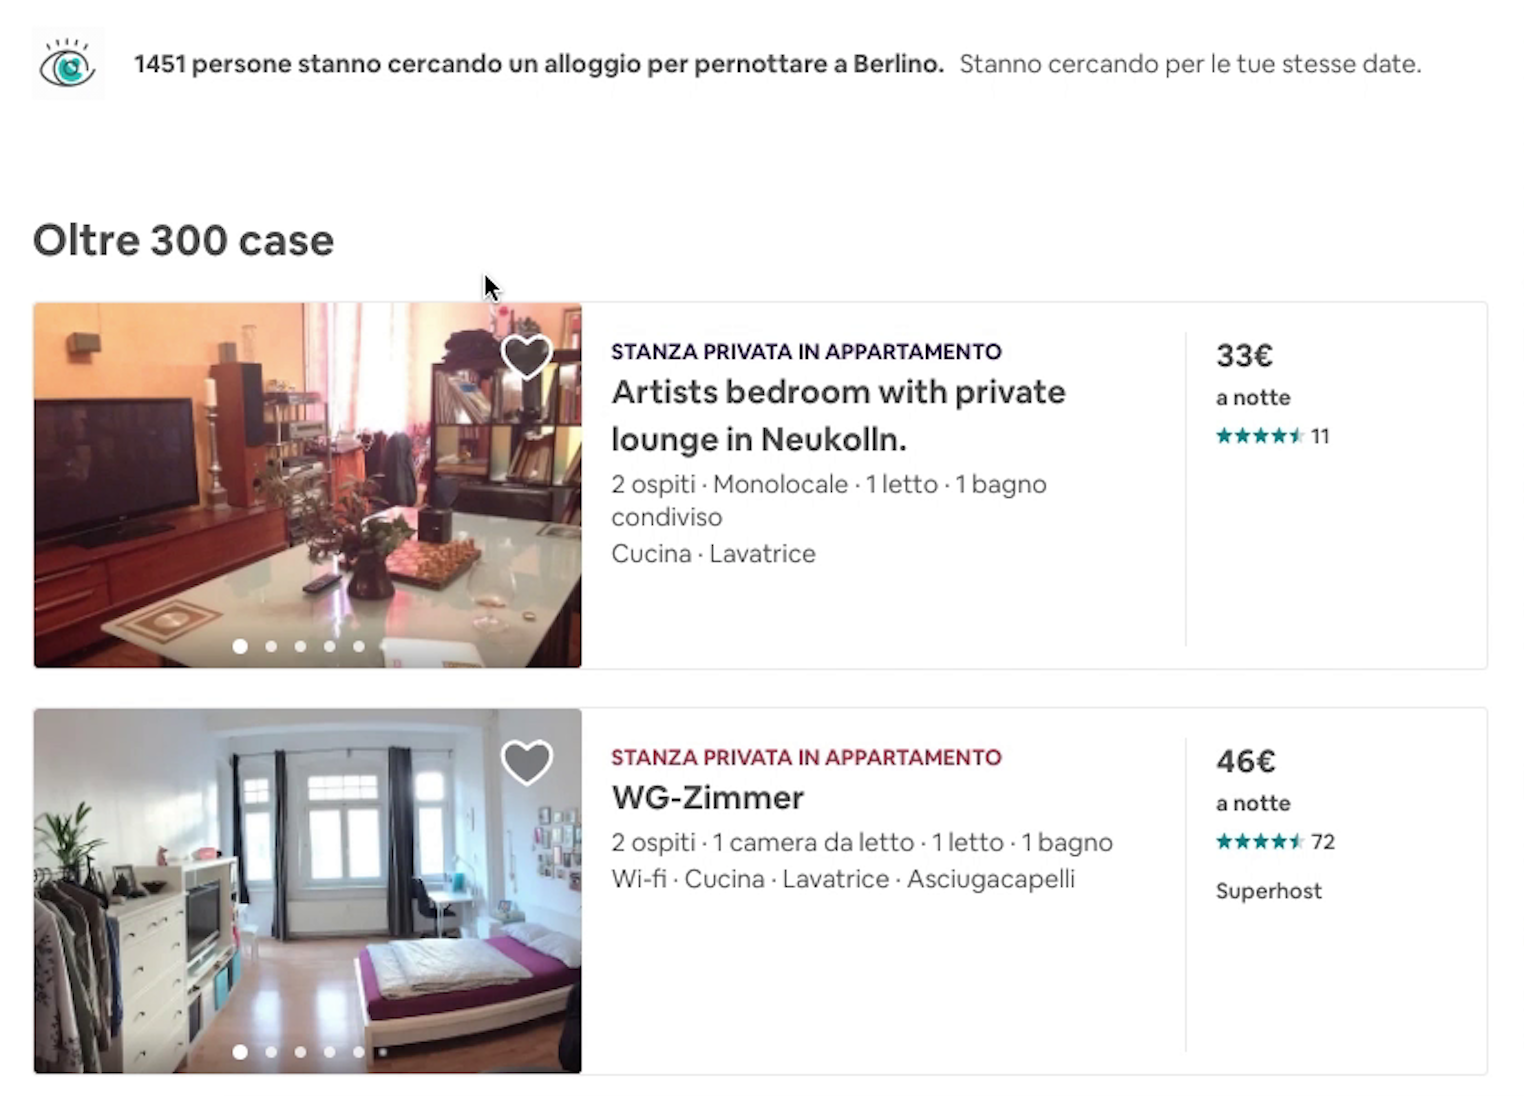 1451 persone stanno cercando un alloggio per pernottare a Berlino. Stanno cercando per le tue stesse date.
Oltre 300 case
STANZA PRIVATA IN APPARTAMENTO
Artists bedroom with private
lounge in Neukolln.
2 ospiti · Monolocale · 1 letto · 1 bagno
condiviso
Cucina · Lavatrice
33€
a notte
11
STANZA PRIVATA IN APPARTAMENTO
WG-Zimmer
2 ospiti · 1 camera da letto · 1 letto · 1 bagno
Wi-fi · Cucina · Lavatrice · Asciugacapelli
46€
a notte
72
Superhost